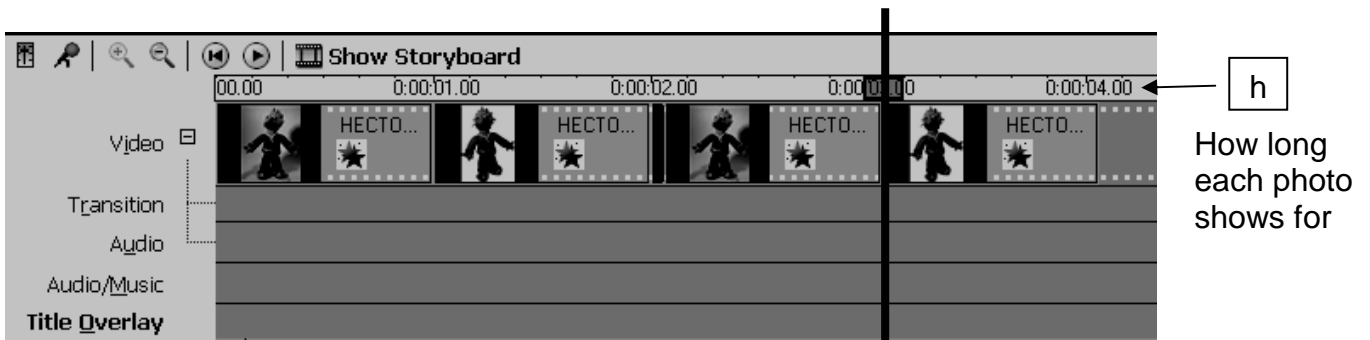 Show Storyboard
00.00 0:00:01.00 0:00:02.00 0:00:04.00
h
HECTO... HECTO... HECTO... HECTO...
Video
How long
each photo
shows for
Transition
Audio
Audio/Music
Title Overlay